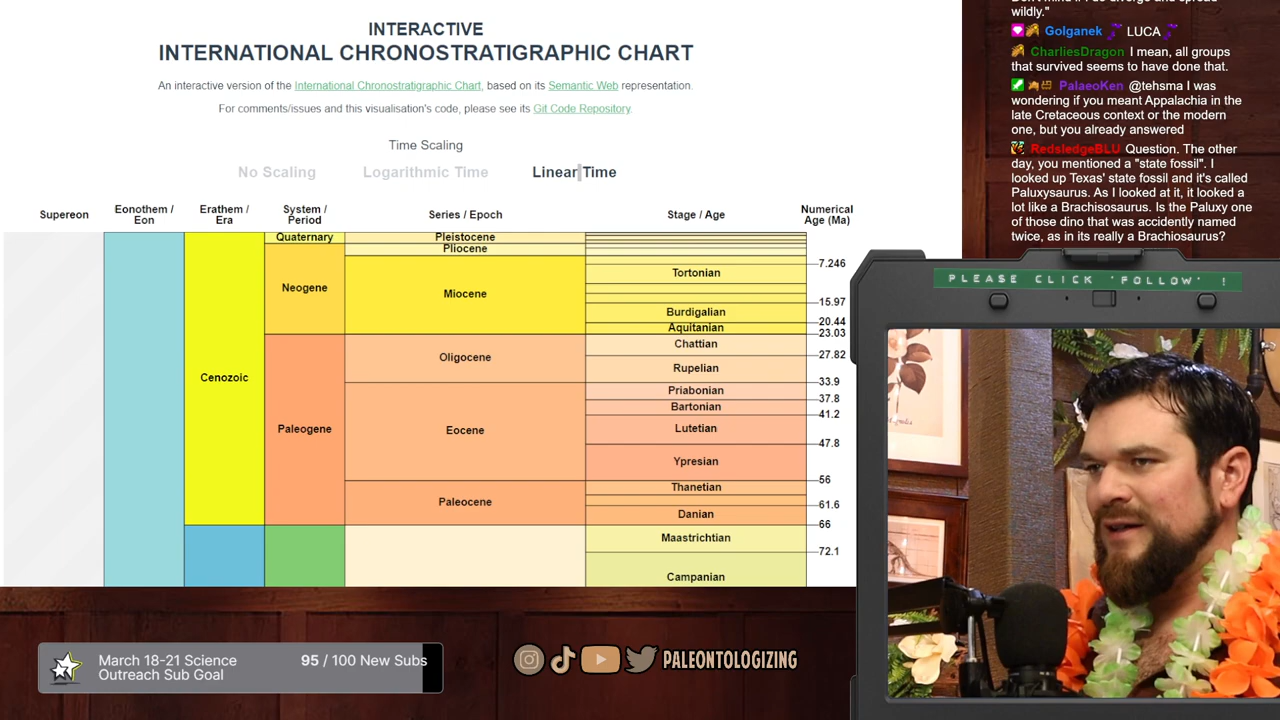 INTERACTIVE
INTERNATIONAL CHRONOSTRATIGRAPHIC CHART
An interactive version of the International Chronostratigraphic Chart, based on its Semantic Web representation.
For comments/issues and this visualisation's code, please see its Git Code Repository.
Time Scaling
No Scaling Logarithmic Time Linear Time
Supereon
Eonothem /
Eon
Erathem /
Era
System /
Period
Series / Epoch
Stage / Age
Numerical
Age (Ma)
Cenozoic
Quaternary
Neogene
Paleogene
Pleistocene
Pliocene
Miocene
Oligocene
Eocene
Paleocene
Tortonian
Burdigalian
Aquitanian
Chattian
Rupelian
Priabonian
Bartonian
Lutetian
Ypresian
Thanetian
Danian
Maastrichtian
Campanian
7.246
15.97
20.44
23.03
27.82
33.9
37.8
41.2
47.8
56
61.6
66
72.1
wildly."
Golganek LUCA
CharliesDragon I mean, all groups
that survived seems to have done that.
PalaeoKen @tehsma I was
wondering if you meant Appalachia in the
late Cretaceous context or the modern
one, but you already answered
RedsledgeBLU Question. The other
day, you mentioned a "state fossil". I
looked up Texas' state fossil and it's called
Paluxysaurus. As I looked at it, it looked a
lot like a Brachisosaurus. Is the Paluxy one
of those dino that was accidently named
twice, as in its really a Brachiosaurus?
PLEASE CLICK 'FOLLOW' !
March 18-21 Science
Outreach Sub Goal
95 / 100 New Subs
PALEONTOLOGIZING